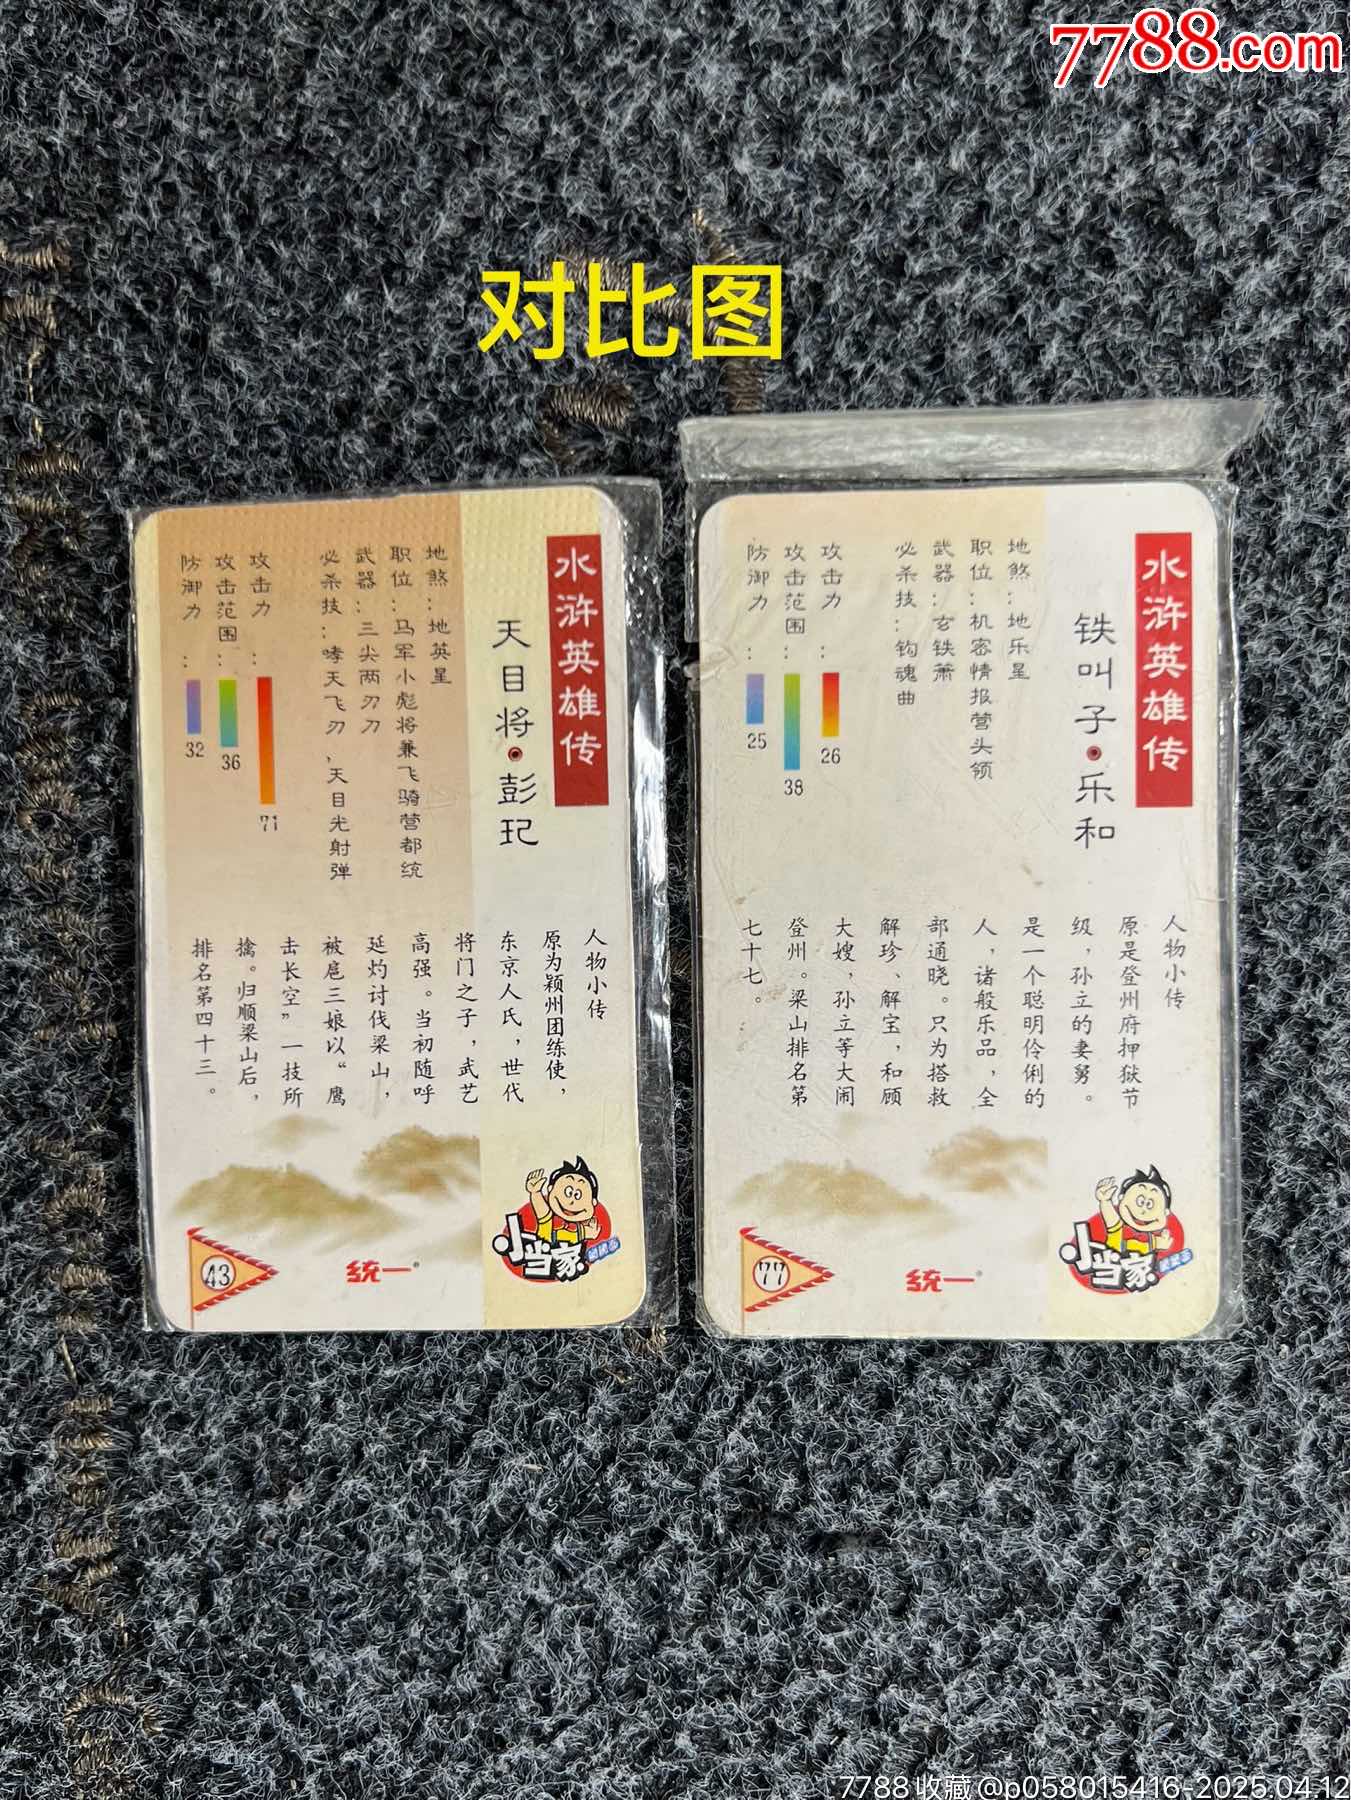 7788.com
对比图
水浒英雄传
天目将·彭玘
地煞：地英星
职位：马军小彪将兼飞骑营都统
武器：三尖两刃刀
必杀技：哮天飞刃，天目光射弹
攻击力：71
攻击范围：36
防御力：32
人物小传
原为颖州团练使，
东京人氏，世代
将门之子，武艺
高强。当初随呼
延灼讨伐梁山，
被扈三娘以“鹰
击长空”一技所
擒。归顺梁山后，
排名第四十三。
43
统一
小当家
水浒英雄传
铁叫子·乐和
地煞：地乐星
职位：机密情报营头领
武器：玄铁箫
必杀技：钩魂曲
攻击力：26
攻击范围：38
防御力：25
人物小传
原是登州府押狱节
级，孙立的妻舅。
是一个聪明伶俐的
人，诸般乐品，全
部通晓。只为搭救
解珍、解宝，和顾
大嫂，孙立等大闹
登州。梁山排名第
七十七。
77
统一
小当家
7788收藏@p058015416-2025.04.12